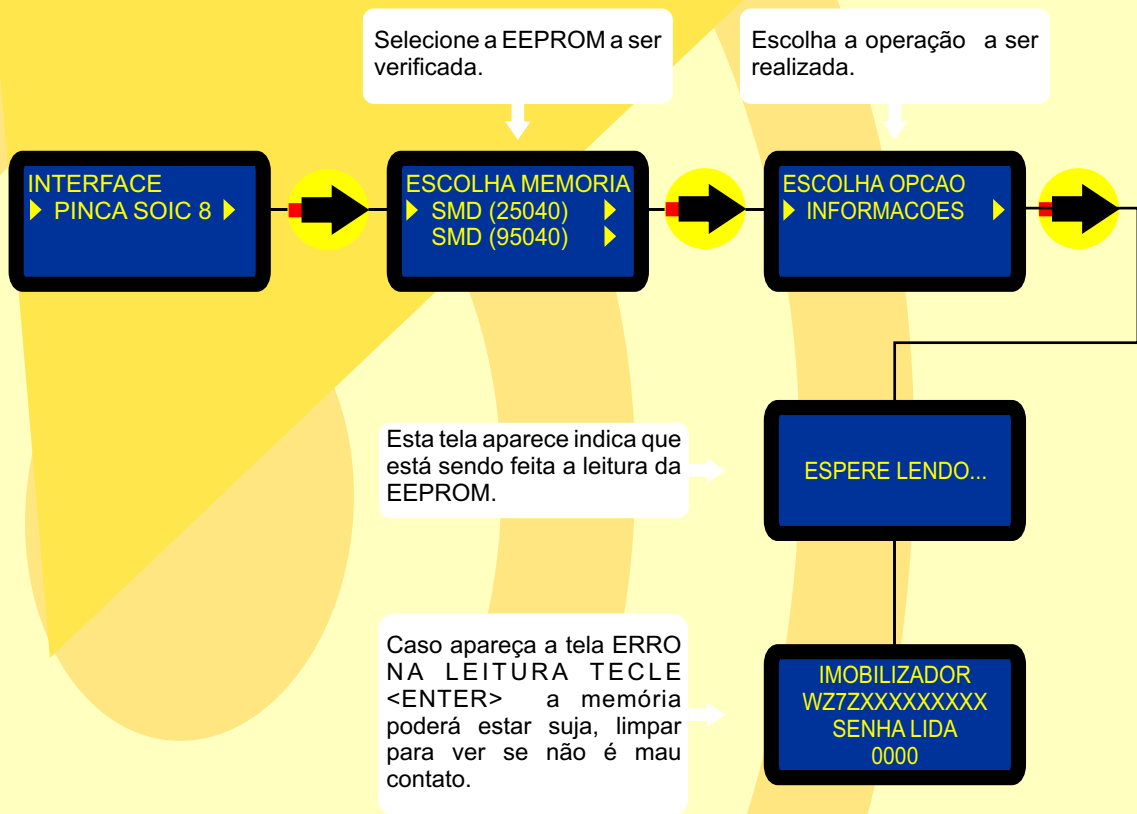 Selecione a EEPROM a ser
verificada.
Escolha a operação a ser
realizada.
INTERFACE
PINCA SOIC 8
ESCOLHA MEMORIA
SMD (25040)
SMD (95040)
ESCOLHA OPCAO
INFORMACOES
Esta tela aparece indica que
está sendo feita a leitura da
EEPROM.
ESPERE LENDO...
Caso apareça a tela ERRO
NA LEITURA TECLE
<ENTER> a memória
poderá estar suja, limpar
para ver se não é mau
contato.
IMOBILIZADOR
WZ7ZXXXXXXXXX
SENHA LIDA
0000